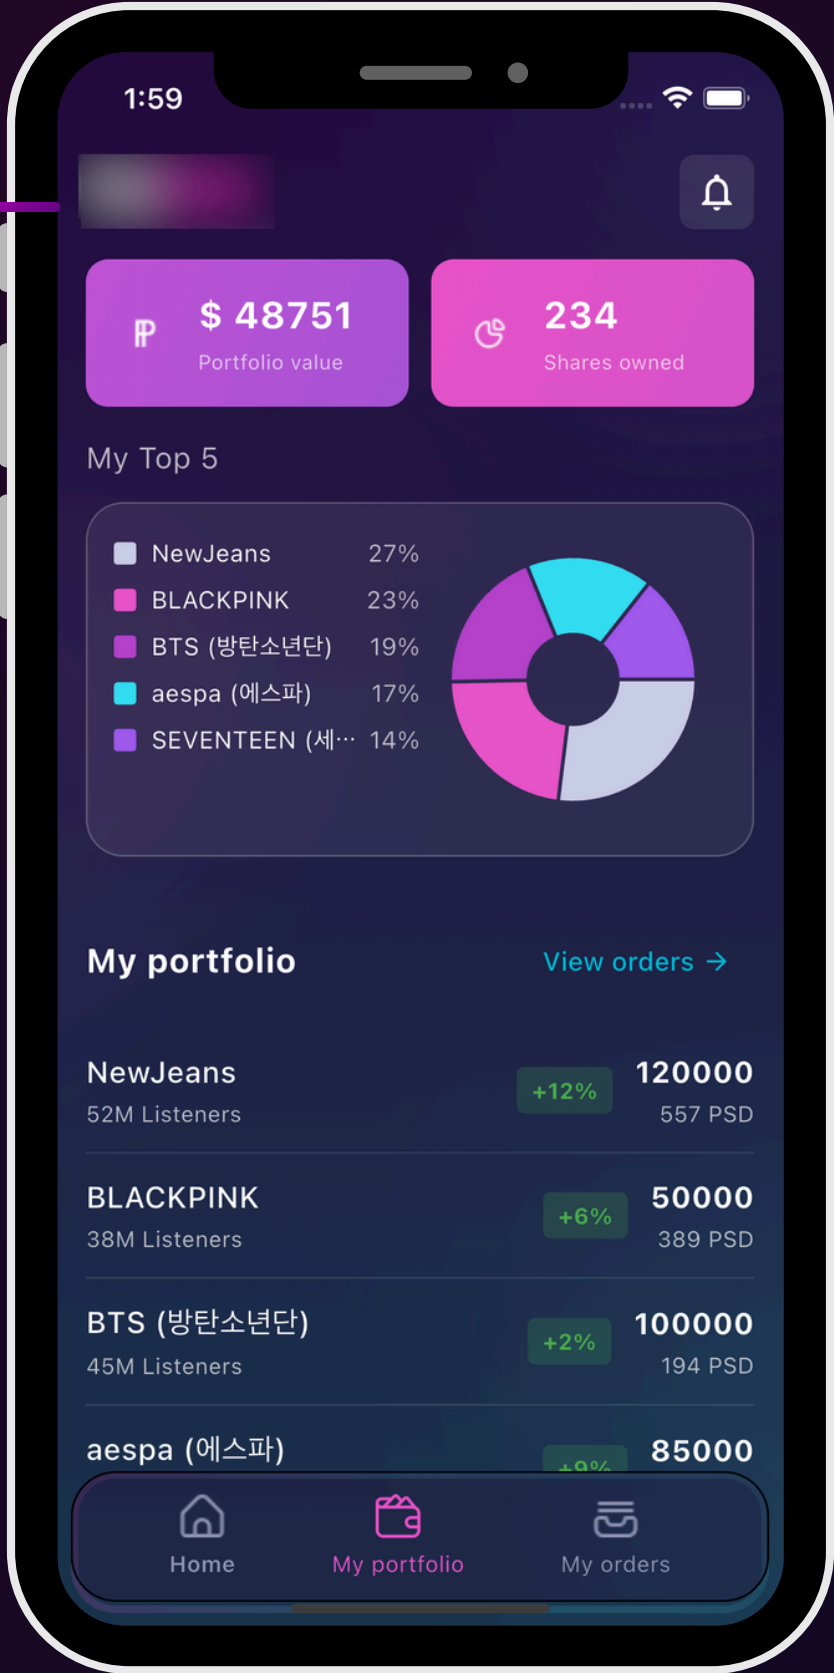 1:59
$ 48751
Portfolio value
234
Shares owned
My Top 5
NewJeans 27%
BLACKPINK 23%
BTS (방탄소년단) 19%
aespa (에스파) 17%
SEVENTEEN (세··· 14%
My portfolio
View orders →
NewJeans
52M Listeners
+12%
120000
557 PSD
BLACKPINK
38M Listeners
+6%
50000
389 PSD
BTS (방탄소년단)
45M Listeners
+2%
100000
194 PSD
aespa (에스파)
+9%
85000
Home
My portfolio
My orders